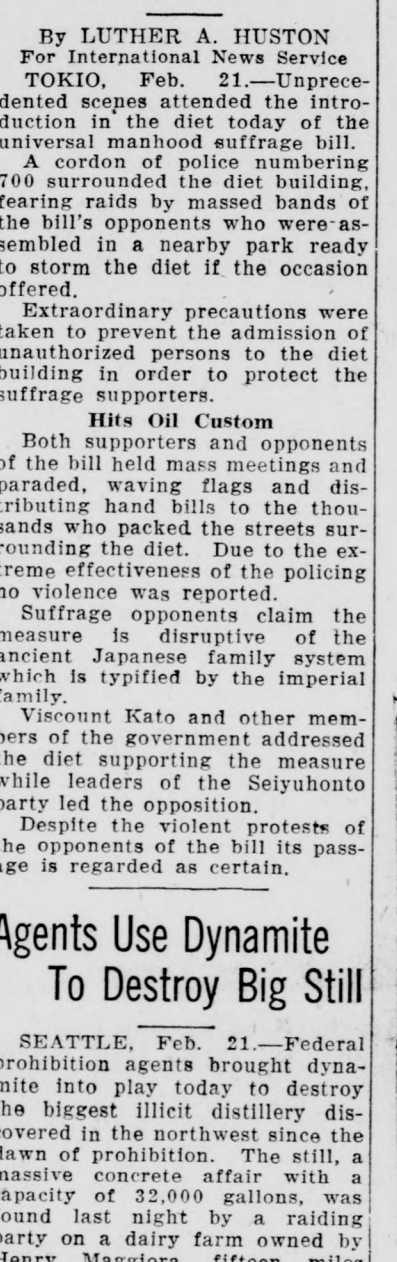 By LUTHER A. HUSTON
For International News Service
TOKIO, Feb. 21.—Unprece-
dented scenes attended the intro-
duction in the diet today of the
universal manhood suffrage bill.
A cordon of police numbering
700 surrounded the diet building,
fearing raids by massed bands of
the bill's opponents who were as-
sembled in a nearby park ready
to storm the diet if the occasion
offered.
Extraordinary precautions were
taken to prevent the admission of
unauthorized persons to the diet
building in order to protect the
suffrage supporters.
Hits Oil Custom
Both supporters and opponents
of the bill held mass meetings and
paraded, waving flags and dis-
tributing hand bills to the thou-
sands who packed the streets sur-
rounding the diet. Due to the ex-
treme effectiveness of the policing
no violence was reported.
Suffrage opponents claim the
measure is disruptive of the
ancient Japanese family system
which is typified by the imperial
family.
Viscount Kato and other mem-
bers of the government addressed
the diet supporting the measure
while leaders of the Seiyuhonto
party led the opposition.
Despite the violent protests of
the opponents of the bill its pass-
age is regarded as certain.
Agents Use Dynamite
To Destroy Big Still
SEATTLE, Feb. 21.—Federal
prohibition agents brought dyna-
mite into play today to destroy
the biggest illicit distillery dis-
covered in the northwest since the
dawn of prohibition. The still, a
massive concrete affair with a
capacity of 32,000 gallons, was
found last night by a raiding
party on a dairy farm owned by
Henry Maggiora, fifteen miles